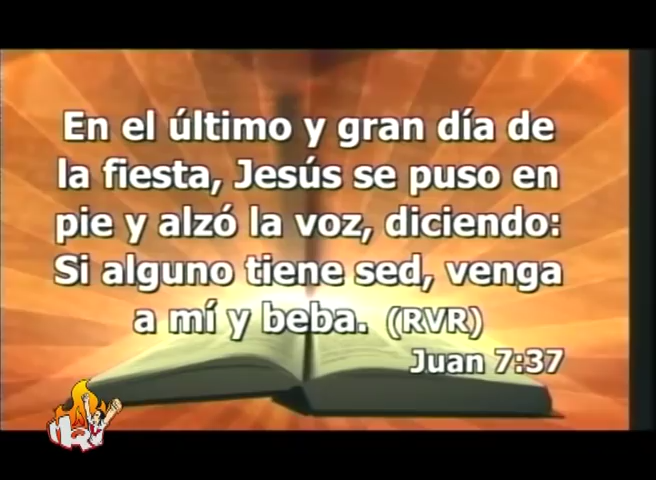 En el último y gran día de
la fiesta, Jesús se puso en
pie y alzó la voz, diciendo:
Si alguno tiene sed, venga
a mí y beba. (RVR)
Juan 7:37